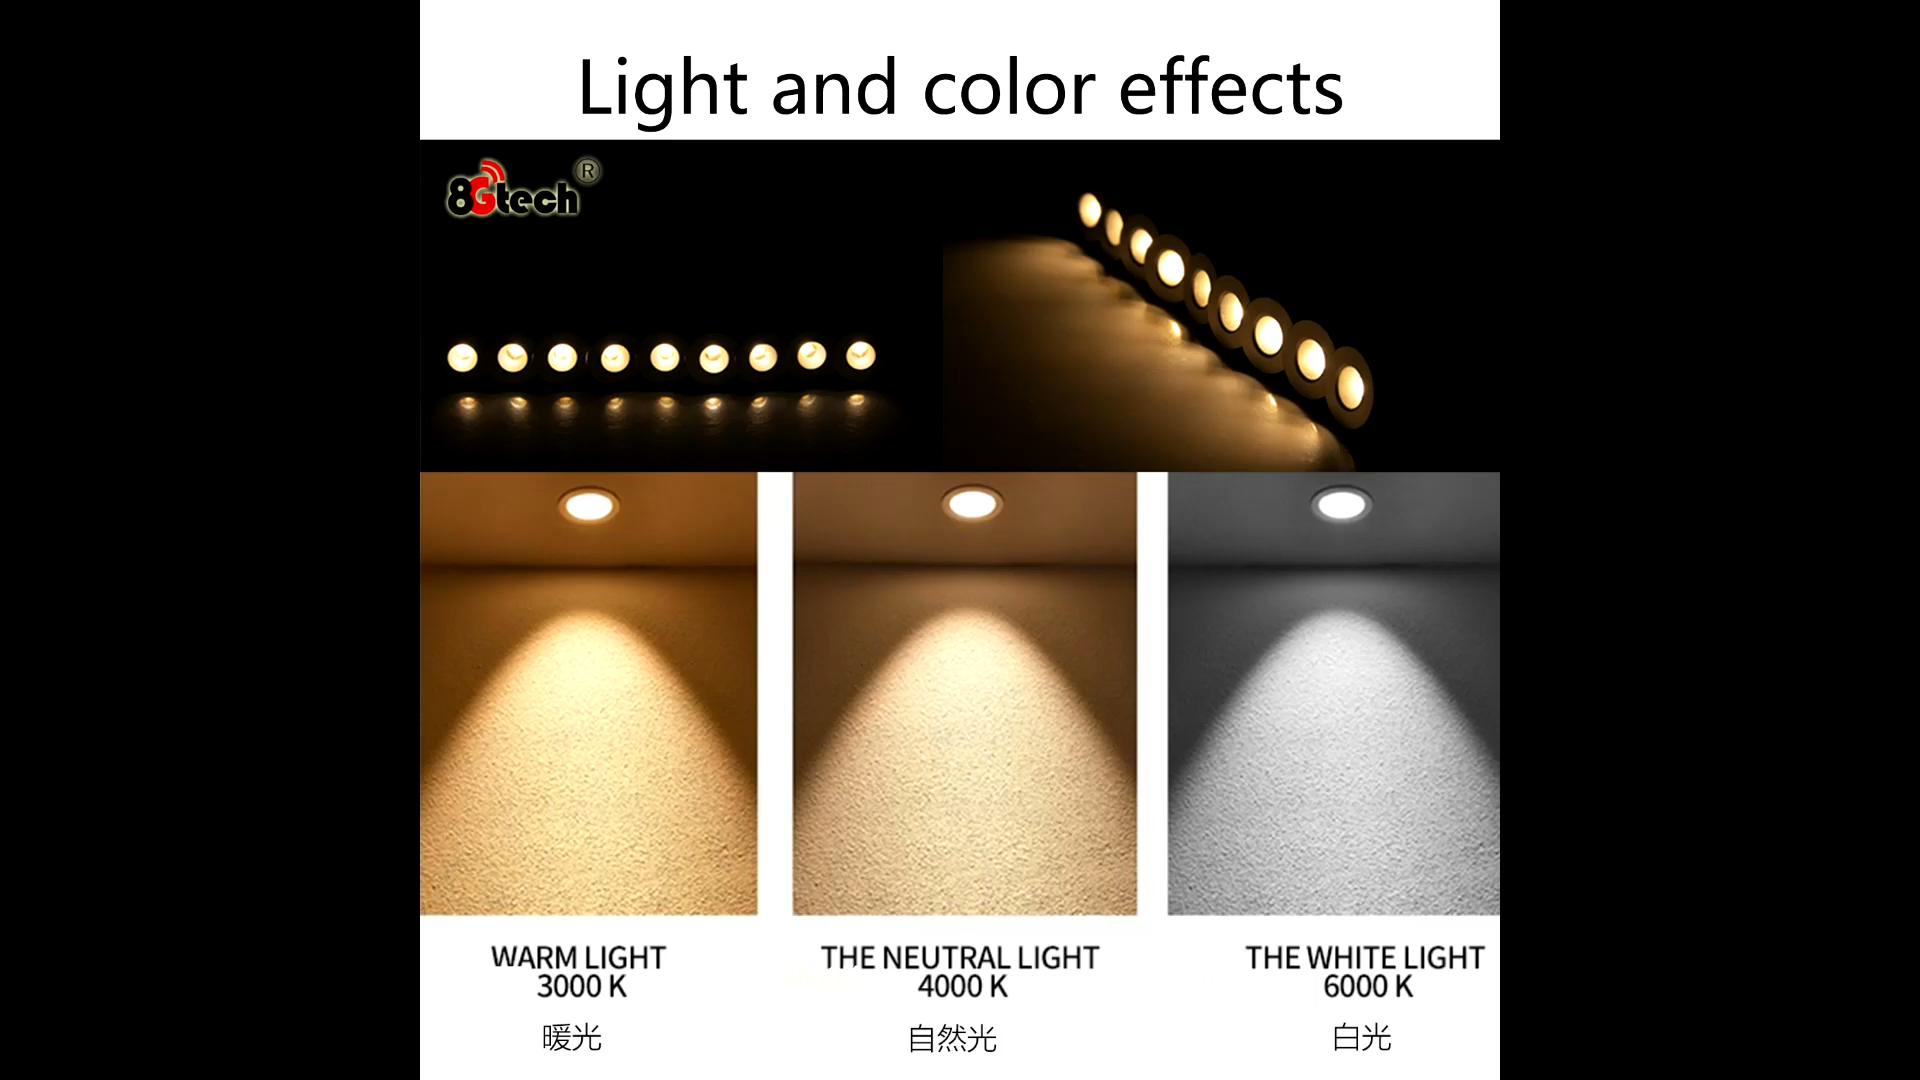 Light and color effects
8Gtech®
WARM LIGHT
3000 K
暖光
THE NEUTRAL LIGHT
4000 K
自然光
THE WHITE LIGHT
6000 K
白光